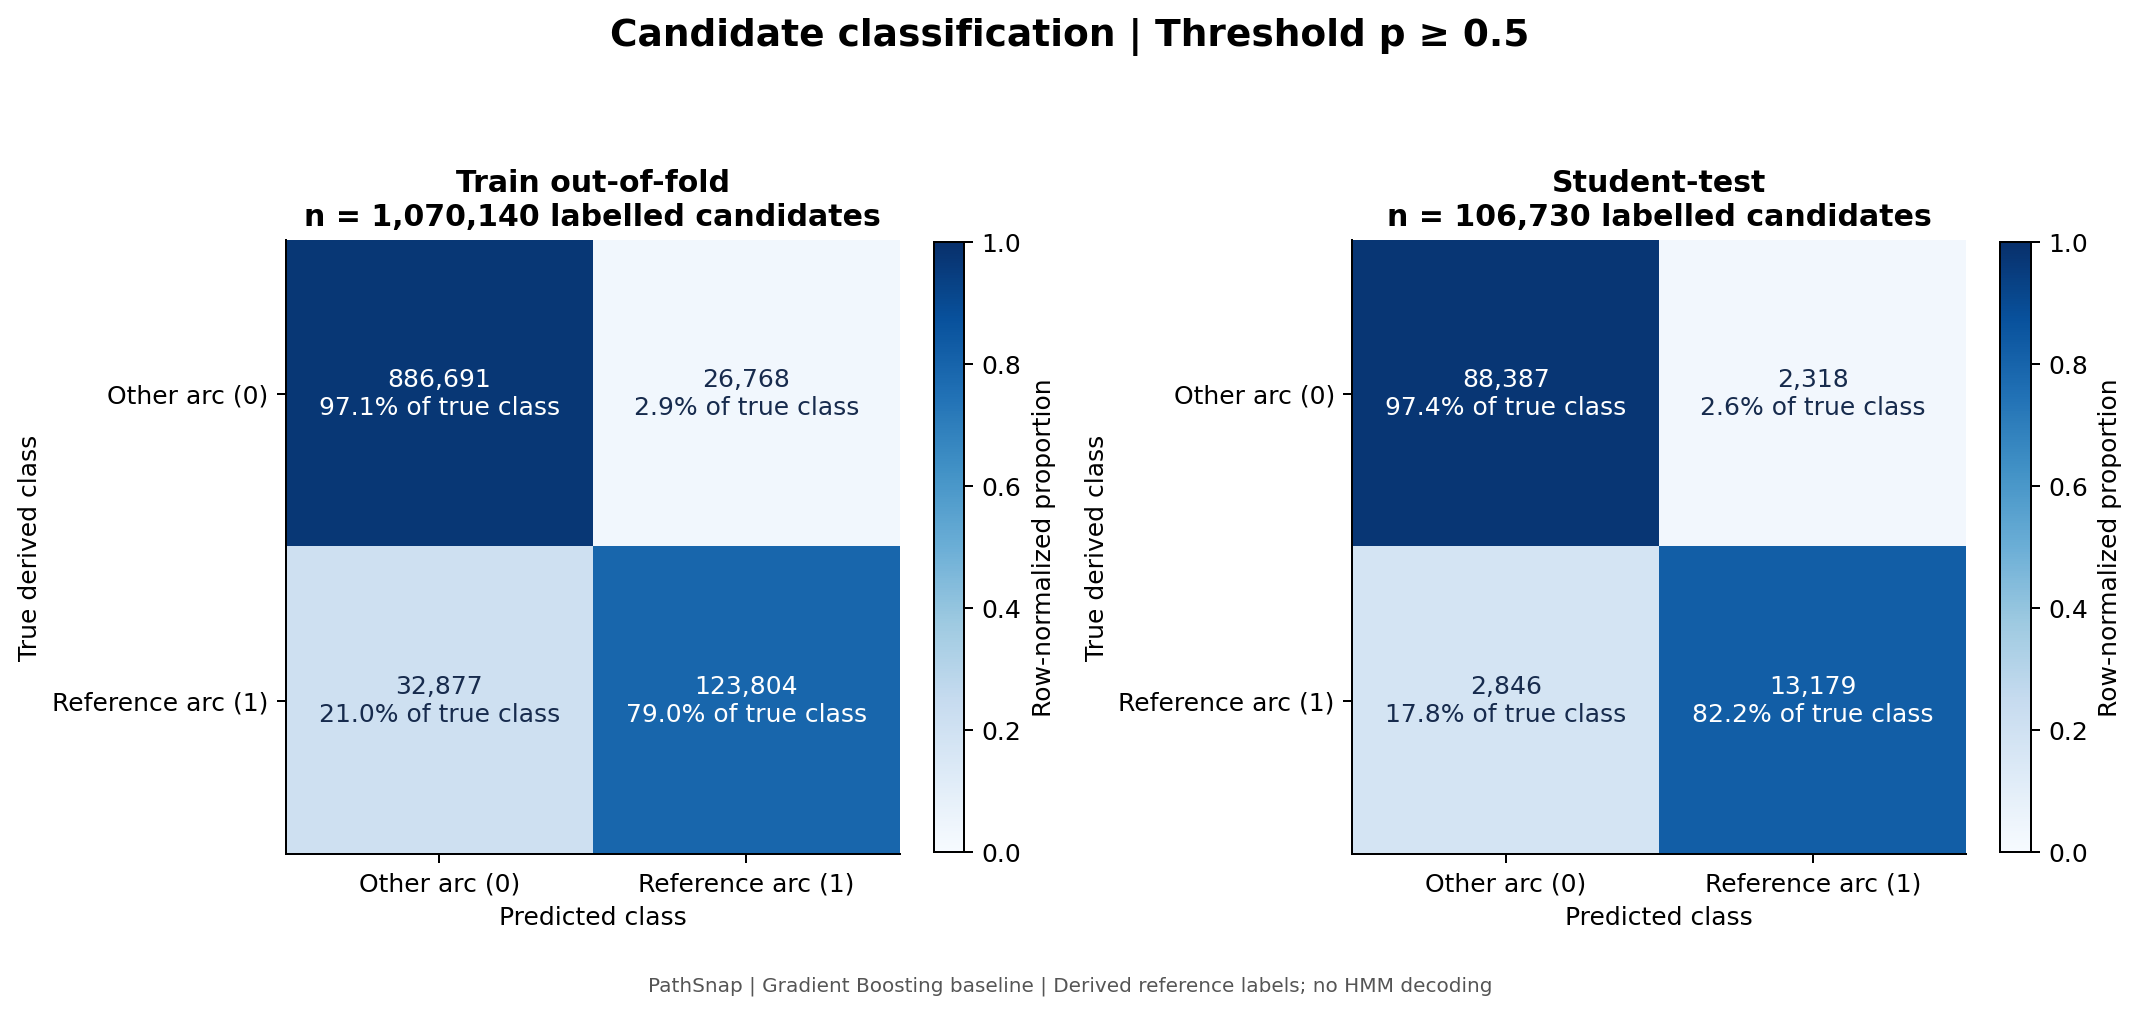 Candidate classification | Threshold p ≥ 0.5
Train out-of-fold
n = 1,070,140 labelled candidates
True derived class
Other arc (0)
Reference arc (1)
886,691
97.1% of true class
26,768
2.9% of true class
32,877
21.0% of true class
123,804
79.0% of true class
Other arc (0)
Reference arc (1)
Predicted class
1.0
0.8
0.6
0.4
0.2
0.0
Row-normalized proportion
Student-test
n = 106,730 labelled candidates
True derived class
Other arc (0)
Reference arc (1)
88,387
97.4% of true class
2,318
2.6% of true class
2,846
17.8% of true class
13,179
82.2% of true class
Other arc (0)
Reference arc (1)
Predicted class
1.0
0.8
0.6
0.4
0.2
0.0
Row-normalized proportion
PathSnap | Gradient Boosting baseline | Derived reference labels; no HMM decoding